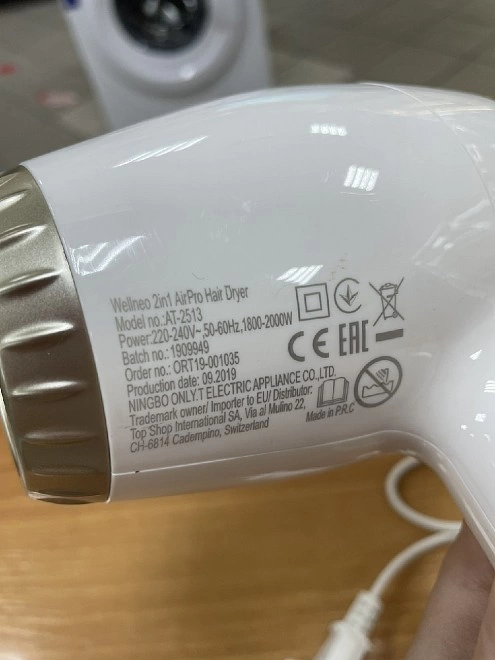 Wellneo 2in1 AirPro Hair Dryer
Model no.:AT-2513
Power:220-240V~,50-60Hz,1800-2000W
Batch no.: 1909949
Order no.: ORT19-001035
Production date: 09.2019
NINGBO ONLY.T ELECTRIC APPLIANCE CO.,LTD.
Trademark owner/ Importer to EU/ Distributor:
Top Shop International SA, Via al Mulino 22,
CH-6814 Cadempino, Switzerland
CE EAC
Made in P.R.C